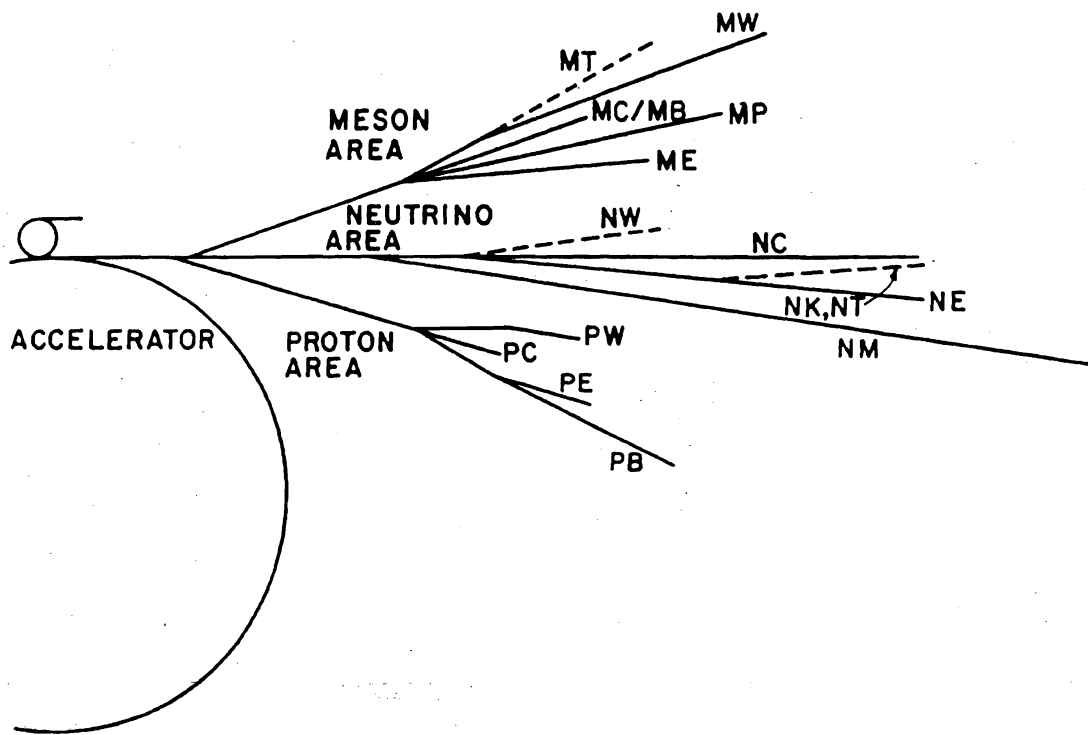 MW
MT
MC/MB
MP
MESON
AREA
ME
NEUTRINO
AREA
NW
NC
NK,NT
NE
ACCELERATOR
PROTON
AREA
PW
PC
NM
PE
PB